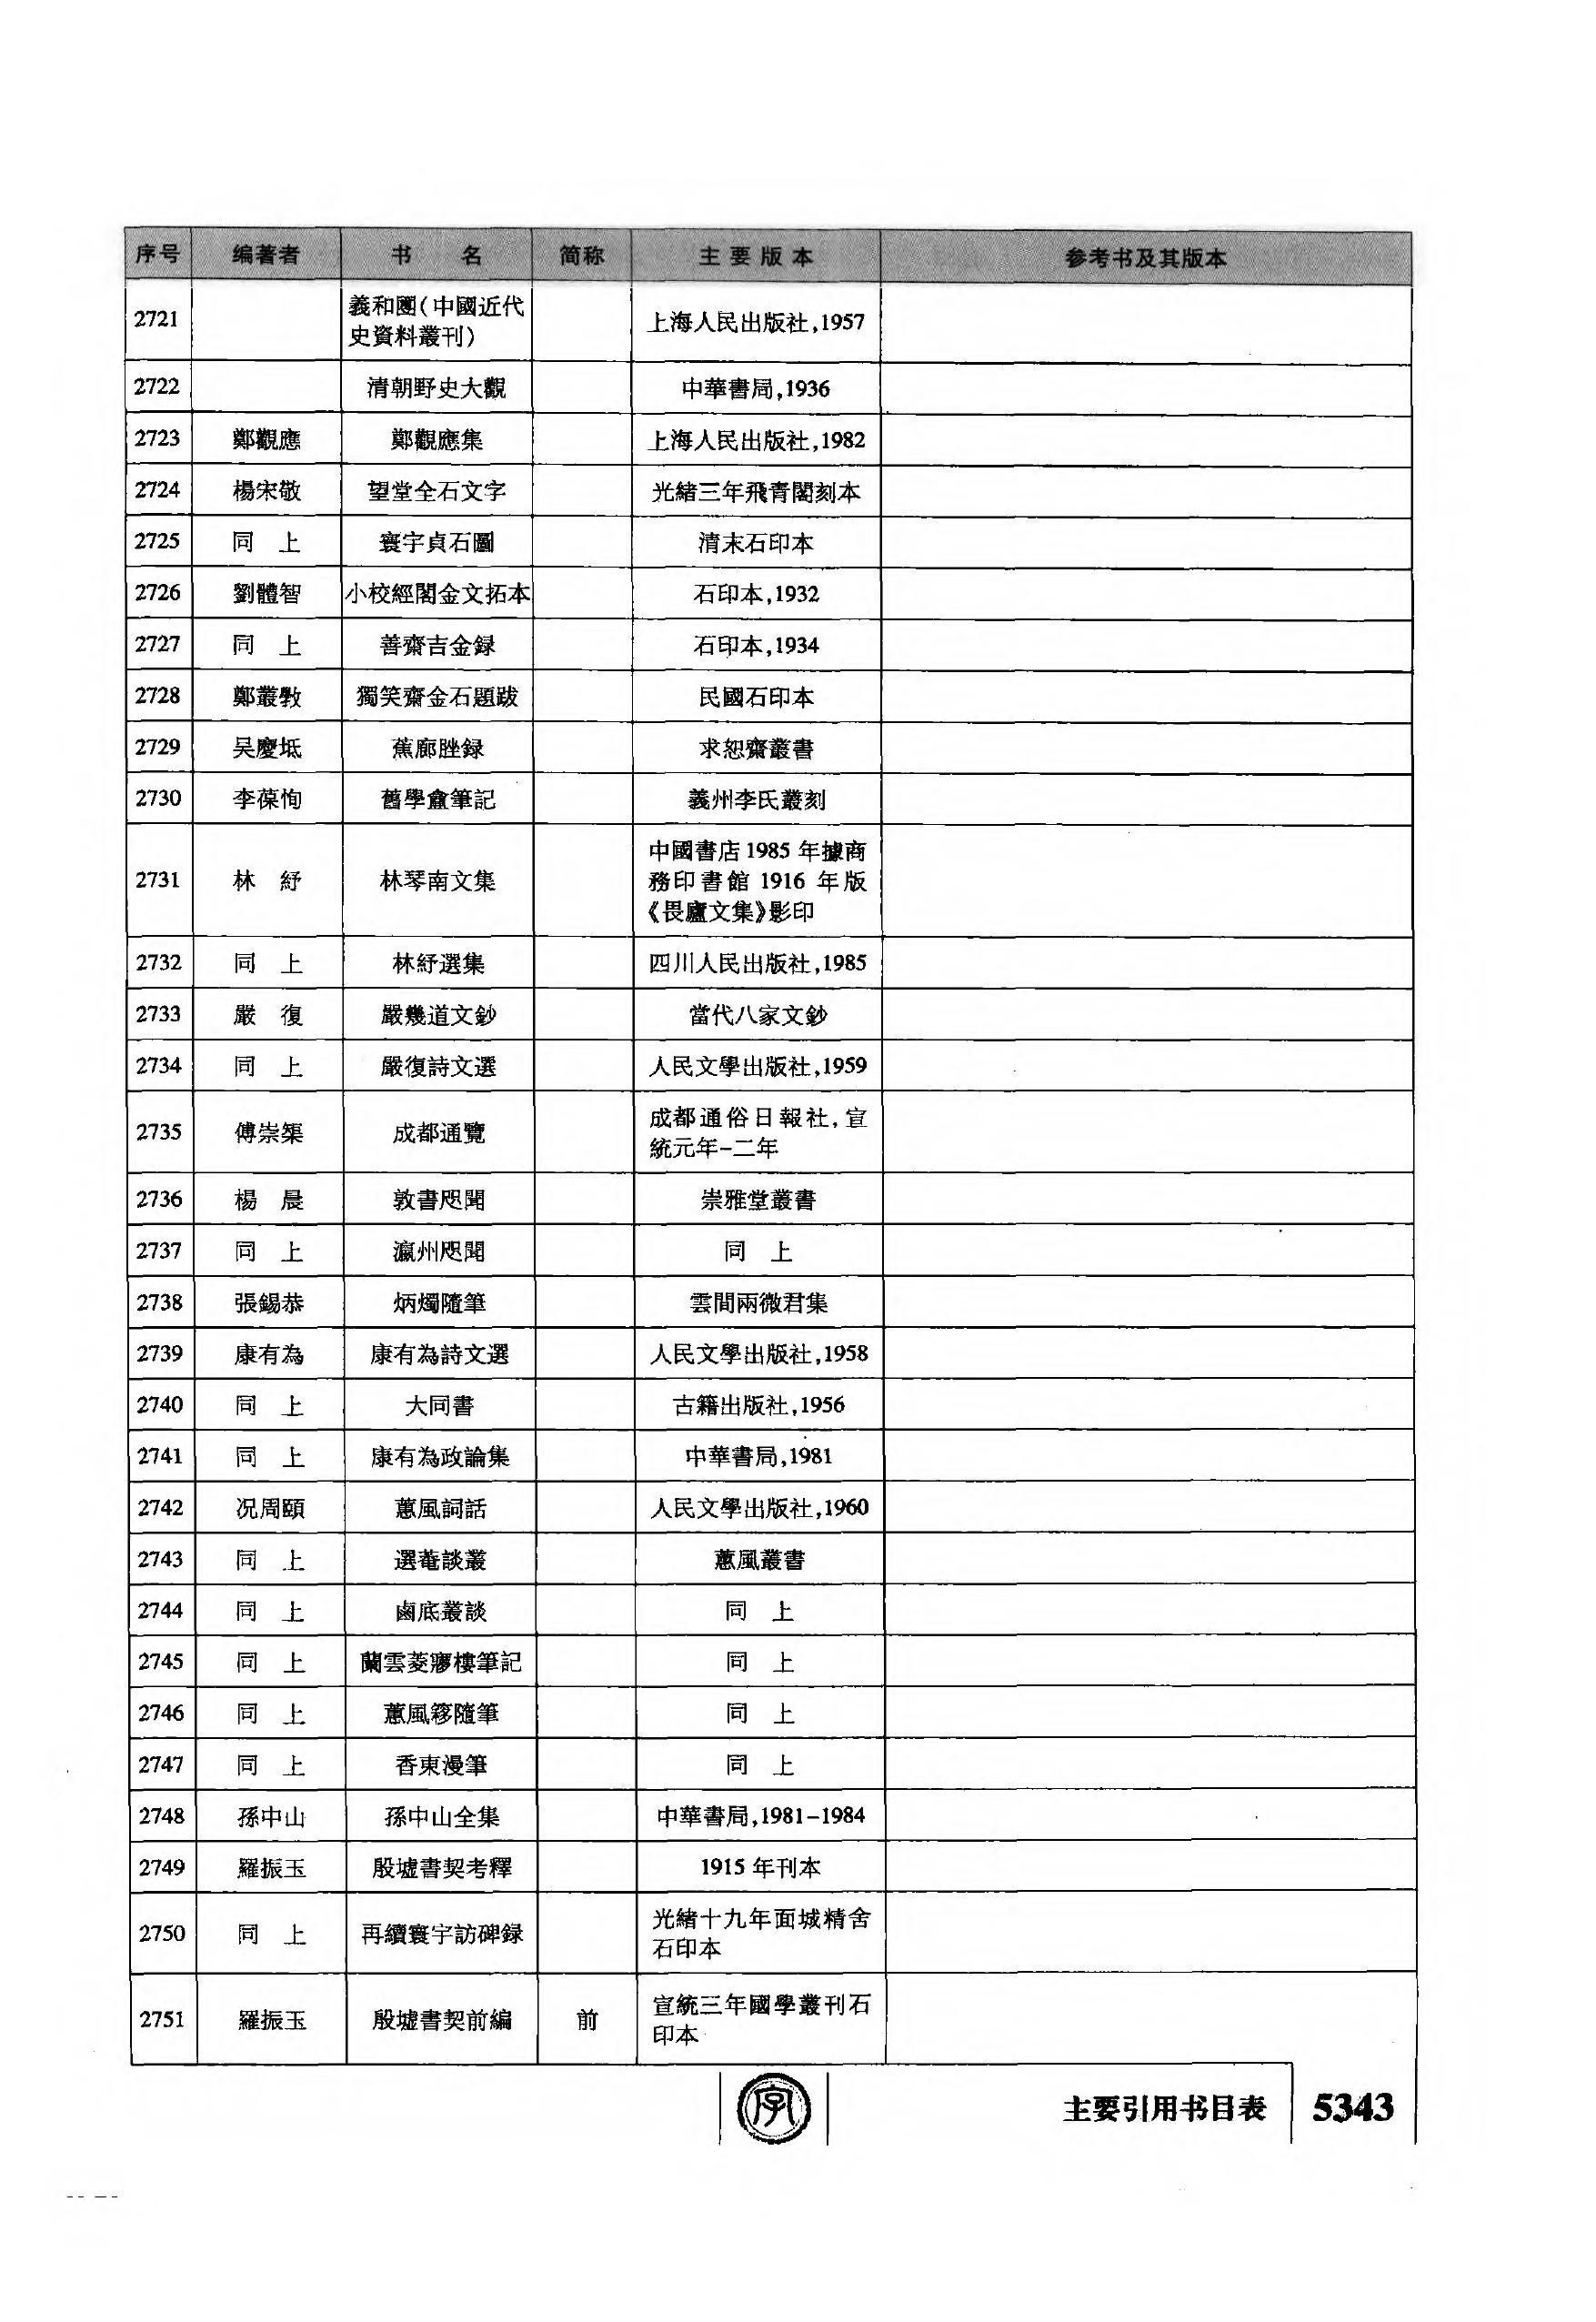 序号 编著者 书 名 简称 主要版本 参考书及其版本
2721 義和團(中國近代史資料叢刊) 上海人民出版社,1957
2722 清朝野史大觀 中華書局,1936
2723 鄭觀應 鄭觀應集 上海人民出版社,1982
2724 楊宋敬 望堂全石文字 光緒三年飛青閣刻本
2725 同 上 寰宇貞石圖 清末石印本
2726 劉體智 小校經閣金文拓本 石印本,1932
2727 同 上 善齋吉金録 石印本,1934
2728 鄭叢斅 獨笑齋金石題跋 民國石印本
2729 吴慶坻 蕉廊脞録 求恕齋叢書
2730 李葆恂 舊學盦筆記 義州李氏叢刻
2731 林 紓 林琴南文集 中國書店1985年據商務印書館1916年版《畏廬文集》影印
2732 同 上 林紓選集 四川人民出版社,1985
2733 嚴 復 嚴幾道文鈔 當代八家文鈔
2734 同 上 嚴復詩文選 人民文學出版社,1959
2735 傅崇榘 成都通覽 成都通俗日報社,宣統元年-二年
2736 楊 晨 敦書咫聞 崇雅堂叢書
2737 同 上 瀛州咫聞 同 上
2738 張錫恭 炳燭隨筆 雲間兩微君集
2739 康有為 康有為詩文選 人民文學出版社,1958
2740 同 上 大同書 古籍出版社,1956
2741 同 上 康有為政論集 中華書局,1981
2742 况周頤 蕙風詞話 人民文學出版社,1960
2743 同 上 選菴談叢 蕙風叢書
2744 同 上 鹵底叢談 同 上
2745 同 上 蘭雲菱㝱樓筆記 同 上
2746 同 上 蕙風簃隨筆 同 上
2747 同 上 香東漫筆 同 上
2748 孫中山 孫中山全集 中華書局,1981-1984
2749 羅振玉 殷墟書契考釋 1915年刊本
2750 同 上 再續寰宇訪碑録 光緒十九年面城精舍石印本
2751 羅振玉 殷墟書契前編 前 宣統三年國學叢刊石印本
字
主要引用书目表 5343